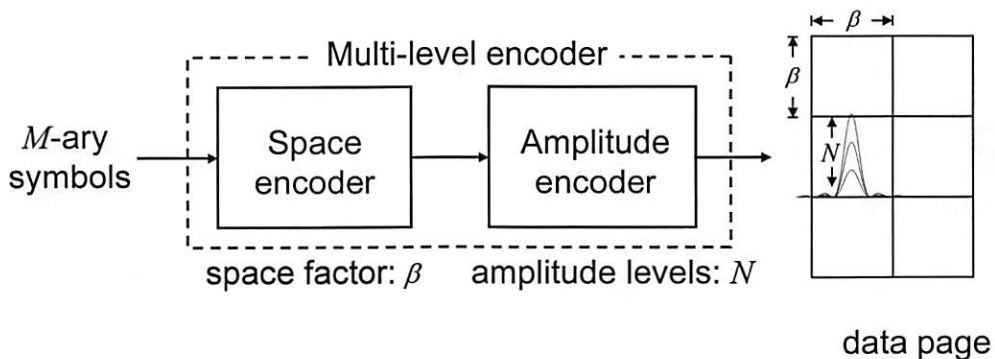 Multi-level encoder
M-ary
symbols
Space
encoder
Amplitude
encoder
space factor: β
amplitude levels: N
β
β
N
data page